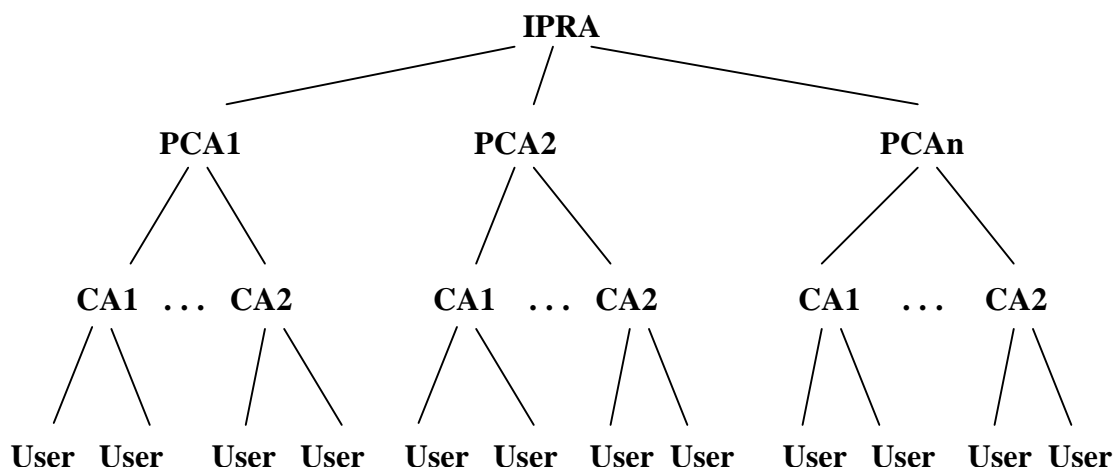 IPRA
PCA1 PCA2 PCAn
CA1 . . . CA2 CA1 . . . CA2 CA1 . . . CA2
User User User User User User User User User User User User